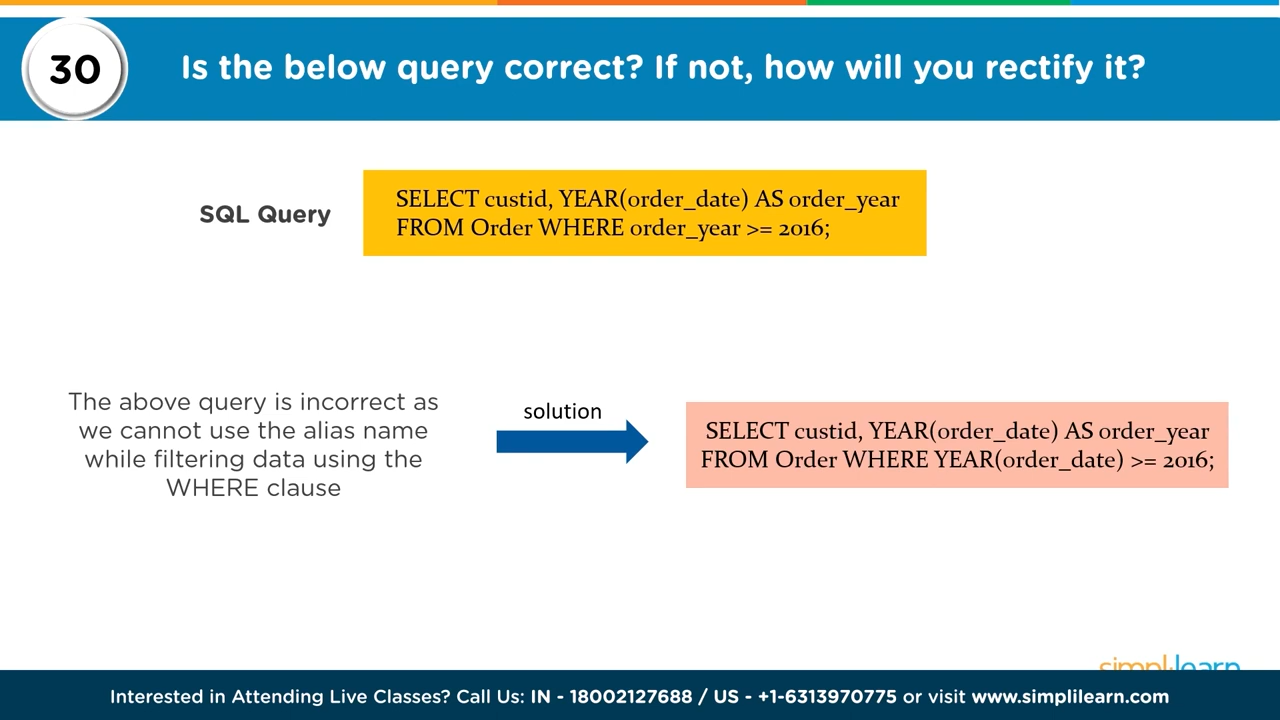 30
Is the below query correct? If not, how will you rectify it?
SQL Query
SELECT custid, YEAR(order_date) AS order_year
FROM Order WHERE order_year >= 2016;
The above query is incorrect as
we cannot use the alias name
while filtering data using the
WHERE clause
solution
SELECT custid, YEAR(order_date) AS order_year
FROM Order WHERE YEAR(order_date) >= 2016;
simplilearn
Interested in Attending Live Classes? Call Us: IN - 18002127688 / US - +1-6313970775 or visit www.simplilearn.com